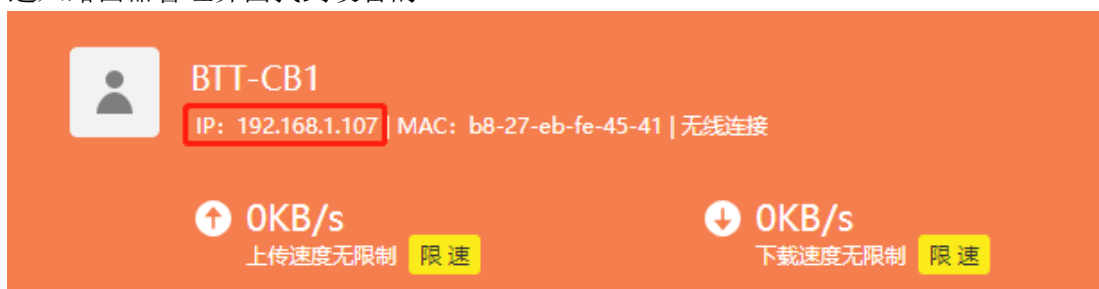 BTT-CB1
IP：192.168.1.107 | MAC：b8-27-eb-fe-45-41 | 无线连接
0KB/s
上传速度无限制 限速
0KB/s
下载速度无限制 限速